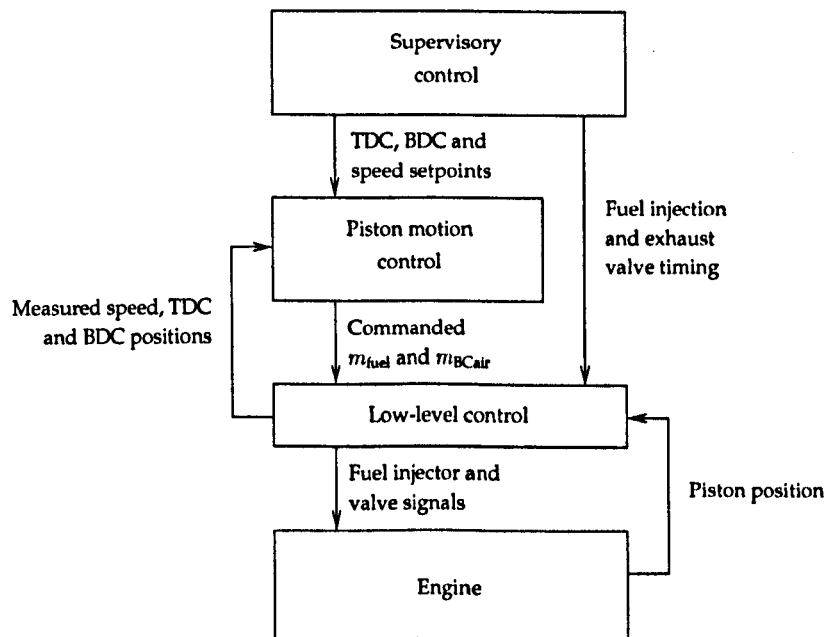 Supervisory
control
TDC, BDC and
speed setpoints
Fuel injection
and exhaust
valve timing
Piston motion
control
Measured speed, TDC
and BDC positions
Commanded
m_fuel and m_BCair
Low-level control
Fuel injector and
valve signals
Piston position
Engine